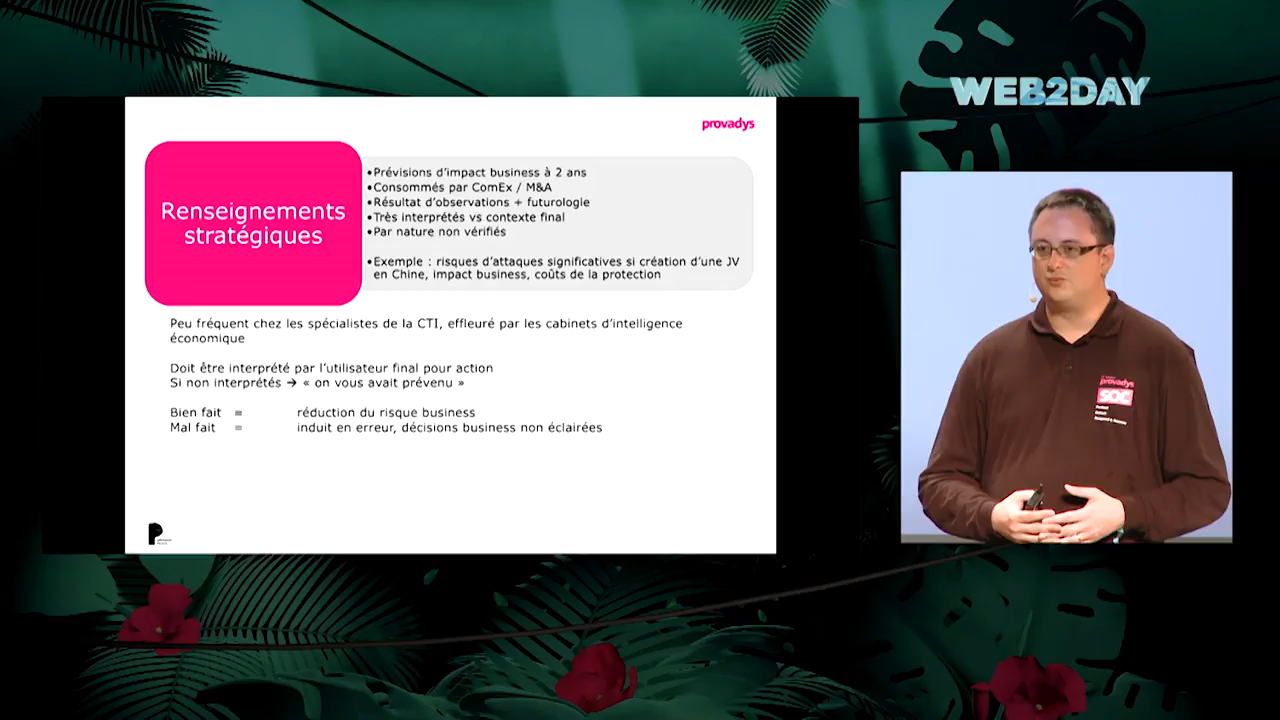 WEB2DAY
provadys
Renseignements
stratégiques
•Prévisions d’impact business à 2 ans
•Consommés par ComEx / M&A
•Résultat d’observations + futurologie
•Très interprétés vs contexte final
•Par nature non vérifiés
•Exemple : risques d’attaques significatives si création d’une JV
en Chine, impact business, coûts de la protection
Peu fréquent chez les spécialistes de la CTI, effleuré par les cabinets d’intelligence
économique
Doit être interprété par l’utilisateur final pour action
Si non interprétés → « on vous avait prévenu »
Bien fait = réduction du risque business
Mal fait = induit en erreur, décisions business non éclairées
provadys
SOC